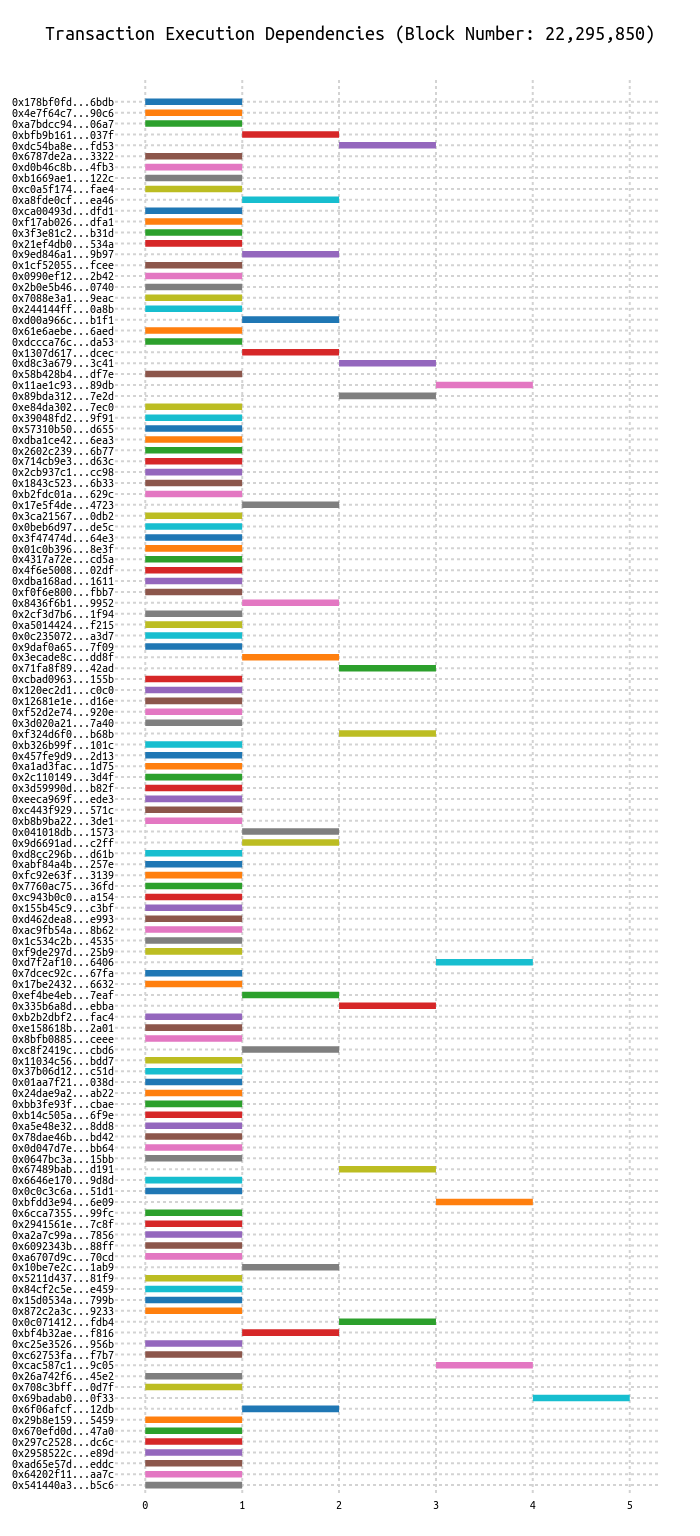 Transaction Execution Dependencies (Block Number: 22,295,850)
0x178bf0fd...6bdb
0x4e7f64c7...90c6
0xa7bdcc94...06a7
0xbfb9b161...037f
0xdc54ba8e...fd53
0x6787de2a...3322
0xd0b46c8b...4fb3
0xb1669ae1...122c
0xc0a5f174...fae4
0xa8fde0cf...ea46
0xca00493d...dfd1
0xf17ab026...dfa1
0x3f3e81c2...b31d
0x21ef4db0...534a
0x9ed846a1...9b97
0x1cf52055...fcee
0x0990ef12...2b42
0x2b0e5b46...0740
0x7088e3a1...9eac
0x244144ff...0a8b
0xd00a966c...b1f1
0x61e6aebe...6aed
0xdccca76c...da53
0x1307d617...dcec
0xd8c3a679...3c41
0x58b428b4...df7e
0x11ae1c93...89db
0x89bda312...7e2d
0xe84da302...7ec0
0x39048fd2...9f91
0x57310b50...d655
0xdba1ce42...6ea3
0x2602c239...6b77
0x714cb9e3...d63c
0x2cb937c1...cc98
0x1843c523...6b33
0xb2fdc01a...629c
0x17e5f4de...4723
0x3ca21567...0db2
0x0beb6d97...de5c
0x3f47474d...64e3
0x01c0b396...8e3f
0x4317a72e...cd5a
0x4f6e5008...02df
0xdba168ad...1611
0xf0f6e800...fbb7
0x8436f6b1...9952
0x2cf3d7b6...1f94
0xa5014424...f215
0x0c235072...a3d7
0x9daf0a65...7f09
0x3ecade8c...dd8f
0x71fa8f89...42ad
0xcbad0963...155b
0x120ec2d1...c0c0
0x12681e1e...d16e
0xf52d2e74...920e
0x3d020a21...7a40
0xf324d6f0...b68b
0xb326b99f...101c
0x457fe9d9...2d13
0xa1ad3fac...1d75
0x2c110149...3d4f
0x3d59990d...b82f
0xeeca969f...ede3
0xc443f929...571c
0xb8b9ba22...3de1
0x041018db...1573
0x9d6691ad...c2ff
0xd8cc296b...d61b
0xabf84a4b...257e
0xfc92e63f...3139
0x7760ac75...36fd
0xc943b0c0...a154
0x155b45c9...c3bf
0xd462dea8...e993
0xac9fb54a...8b62
0x1c534c2b...4535
0xf9de297d...25b9
0xd7f2af10...6406
0x7dcec92c...67fa
0x17be2432...6632
0xef4be4eb...7eaf
0x335b6a8d...ebba
0xb2b2dbf2...fac4
0xe158618b...2a01
0x8bfb0885...ceee
0xc8f2419c...cbd6
0x11034c56...bdd7
0x37b06d12...c51d
0x01aa7f21...038d
0x24dae9a2...ab22
0xbb3fe93f...cbae
0xb14c505a...6f9e
0xa5e48e32...8dd8
0x78dae46b...bd42
0x0d047d7e...bb64
0x0647bc3a...15bb
0x67489bab...d191
0x6646e170...9d8d
0x0c0c3c6a...51d1
0xbfdd3e94...6e09
0x6cca7355...99fc
0x2941561e...7c8f
0xa2a7c99a...7856
0x6092343b...88ff
0xa6707d9c...70cd
0x10be7e2c...1ab9
0x5211d437...81f9
0x84cf2c5e...e459
0x15d0534a...799b
0x872c2a3c...9233
0x0c071412...fdb4
0xbf4b32ae...f816
0xc25e3526...956b
0xc62753fa...f7b7
0xcac587c1...9c05
0x26a742f6...45e2
0x708c3bff...0d7f
0x69badab0...0f33
0x6f06afcf...12db
0x29b8e159...5459
0x670efd0d...47a0
0x297c2528...dc6c
0x2958522c...e89d
0xad65e57d...eddc
0x64202f11...aa7c
0x541440a3...b5c6
0 1 2 3 4 5